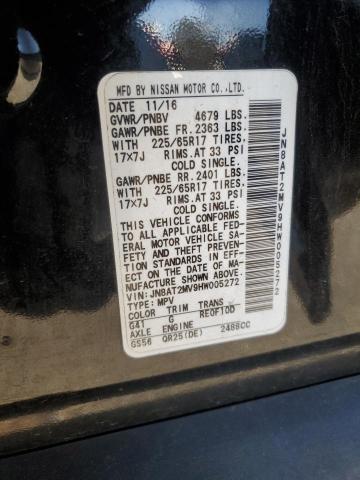 MFD BY NISSAN MOTOR CO.,LTD.
DATE 11/16
GVWR/PNBV 4679 LBS.
GAWR/PNBE FR. 2363 LBS.
WITH 225/65R17 TIRES.
17X7J RIMS.AT 33 PSI
COLD SINGLE.
GAWR/PNBE RR. 2401 LBS.
WITH 225/65R17 TIRES.
17X7J RIMS.AT 33 PSI
COLD SINGLE.
THIS VEHICLE CONFORMS
TO ALL APPLICABLE FED-
ERAL MOTOR VEHICLE SA-
FETY AND THEFT PREVEN-
TION STANDARDS IN EFF-
ECT ON THE DATE OF MA-
NUFACTURE SHOWN ABOVE.
VIN: JN8AT2MV9HW005272
TYPE: MPV
COLOR TRIM TRANS
G41 G RE0F10D
AXLE ENGINE
GS56 QR25(DE) 2488CC
JN8AT2MV9HW005272